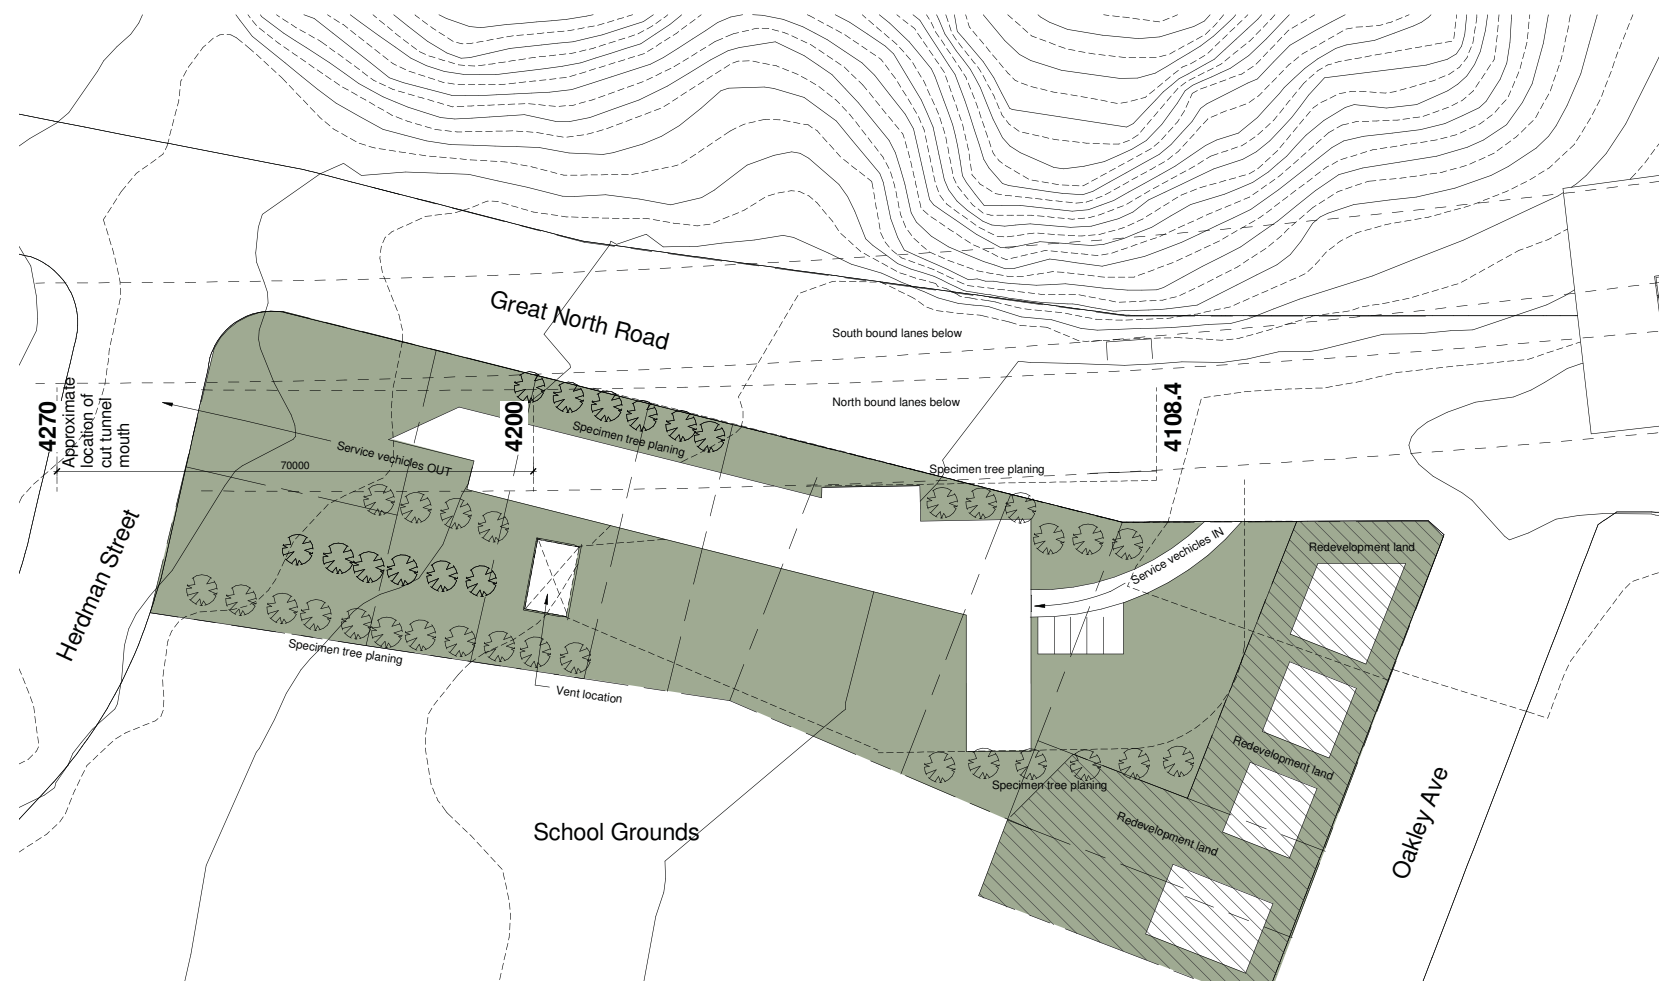 Great North Road
South bound lanes below
North bound lanes below
4270
Approximate
location of
cut tunnel
mouth
4200
4108.4
70000
Service vechicles OUT
Specimen tree planing
Specimen tree planing
Service vechicles IN
Redevelopment land
Herdman Street
Specimen tree planing
Vent location
Redevelopment land
Specimen tree planing
Redevelopment land
School Grounds
Oakley Ave